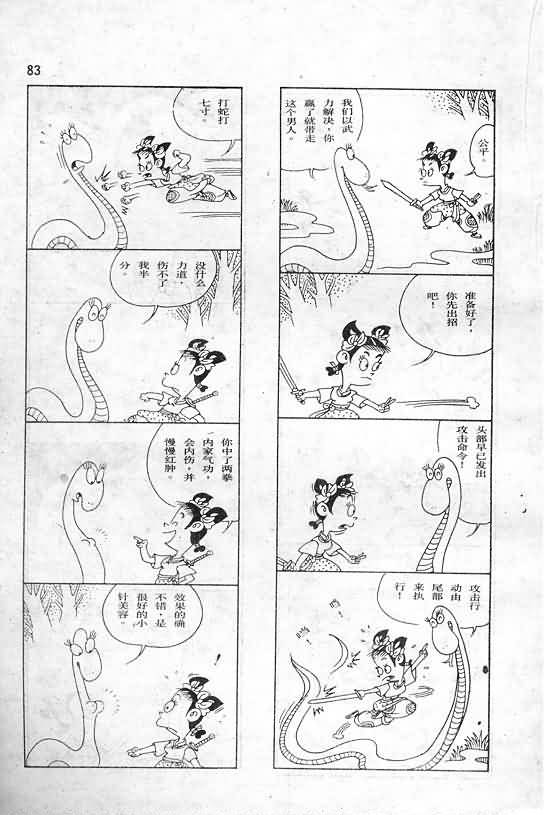 83
我们以武
力解决，你
赢了就带走
这个男人。
公平。
准备好了，
你先出招
吧！
头部早已发出
攻击命令！
攻击行
动由
尾部
来执
行！
打蛇打
七寸。
没什么
力道，
伤不了
我半
分。
你中了两拳
内家气功，
会内伤，并
慢慢红肿
效果的确
不错，是
很好的小
针美容。